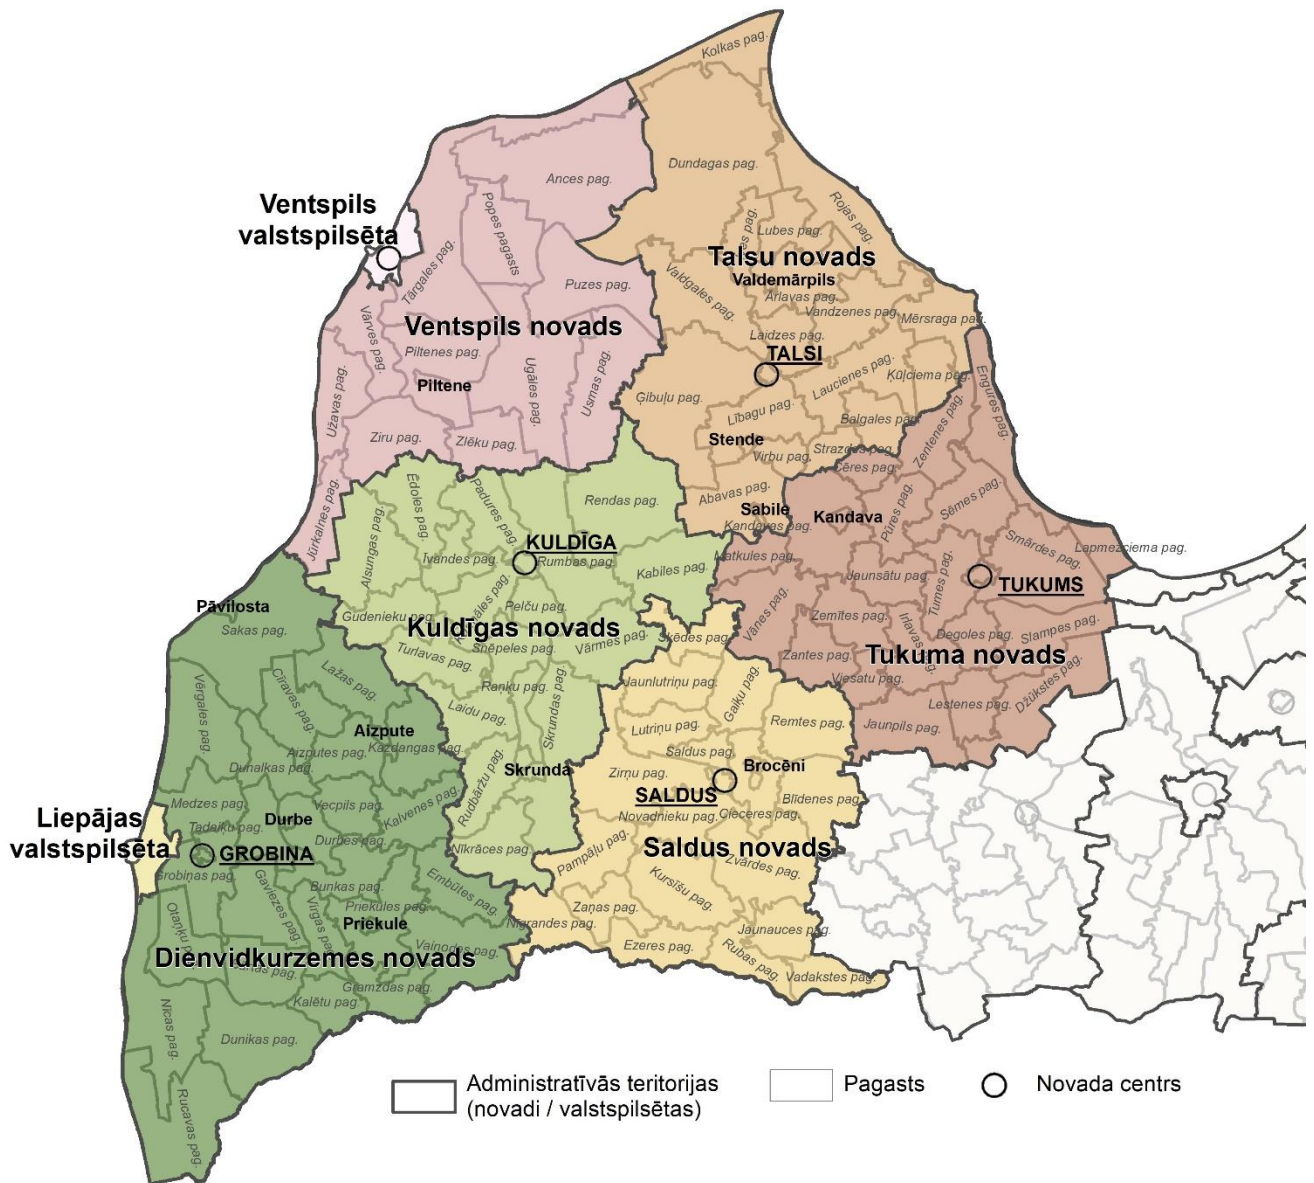 Kolkas pag.
Dundagas pag.
Ances pag.
Popes pagasts
Rojas pag.
Lubes pag.
Ventspils
valstspilsēta
Tārgales pag.
Talsu novads
Valdemārpils
Valdgales pag.
Puzes pag.
Ārlavas pag.
Vandzenes pag.
Mērsraga pag.
Vārves pag.
Ventspils novads
Laidzes pag.
TALSI
Piltenes pag.
Piltene
Ugāles pag.
Usmas pag.
Laucienes pag.
Ķūļciema pag.
Engures pag.
Užavas pag.
Ģibuļu pag.
Lībagu pag.
Balgales pag.
Zentenes pag.
Stende
Ziru pag.
Zlēku pag.
Virbu pag.
Strazdes pag.
Cēres pag.
Jūrkalnes pag.
Ēdoles pag.
Padures pag.
Rendas pag.
Abavas pag.
Sabile
Kandavas pag.
Kandava
Pūres pag.
Sēmes pag.
Alsungas pag.
KULDĪGA
Īvandes pag.
Rumbas pag.
Kabiles pag.
Matkules pag.
Smārdes pag.
Lapmežciema pag.
Jaunsātu pag.
Tumes pag.
TUKUMS
Pāvilosta
Sakas pag.
Gudenieku pag.
Pelču pag.
Kuldīgas novads
Vānes pag.
Zemītes pag.
Irlavas pag.
Degoles pag.
Slampes pag.
Snēpeles pag.
Turlavas pag.
Vārmes pag.
Šķēdes pag.
Zantes pag.
Tukuma novads
Viesatu pag.
Džūkstes pag.
Lestenes pag.
Jaunpils pag.
Vērgales pag.
Cīravas pag.
Lažas pag.
Raņķu pag.
Laidu pag.
Skrundas pag.
Jaunlutriņu pag.
Gaiķu pag.
Lutriņu pag.
Remtes pag.
Aizpute
Aizputes pag.
Kazdangas pag.
Dunalkas pag.
Rudbāržu pag.
Skrunda
Saldus pag.
Zirņu pag.
Brocēni
SALDUS
Blīdenes pag.
Liepājas
valstspilsēta
Medzes pag.
Vecpils pag.
Kalvenes pag.
Tadaiķu pag.
Durbe
Durbes pag.
Novadnieku pag.
Cieceres pag.
GROBIŅA
Grobiņas pag.
Nīkrāces pag.
Pampāļu pag.
Saldus novads
Zvārdes pag.
Gaviezes pag.
Bunkas pag.
Embūtes pag.
Kursīšu pag.
Virgas pag.
Priekules pag.
Priekule
Zaņas pag.
Nīgrandes pag.
Vaiņodes pag.
Jaunauces pag.
Ezeres pag.
Rubas pag.
Vadakstes pag.
Dienvidkurzemes novads
Gramzdas pag.
Kalētu pag.
Nīcas pag.
Dunikas pag.
Rucavas pag.
Administratīvās teritorijas
(novadi / valstspilsētas)
Pagasts
Novada centrs